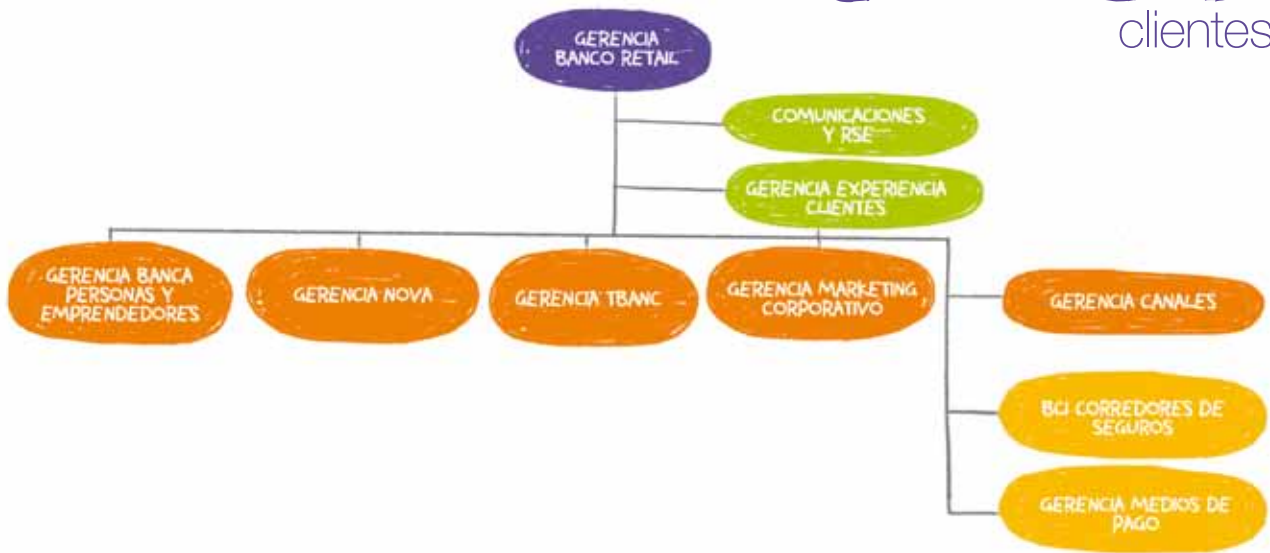 clientes
GERENCIA
BANCO RETAIL
COMUNICACIONES
Y RSE
GERENCIA EXPERIENCIA
CLIENTES
GERENCIA BANCA
PERSONAS Y
EMPRENDEDORES
GERENCIA NOVA
GERENCIA TBANC
GERENCIA MARKETING
CORPORATIVO
GERENCIA CANALES
BCI CORREDORES DE
SEGUROS
GERENCIA MEDIOS DE
PAGO